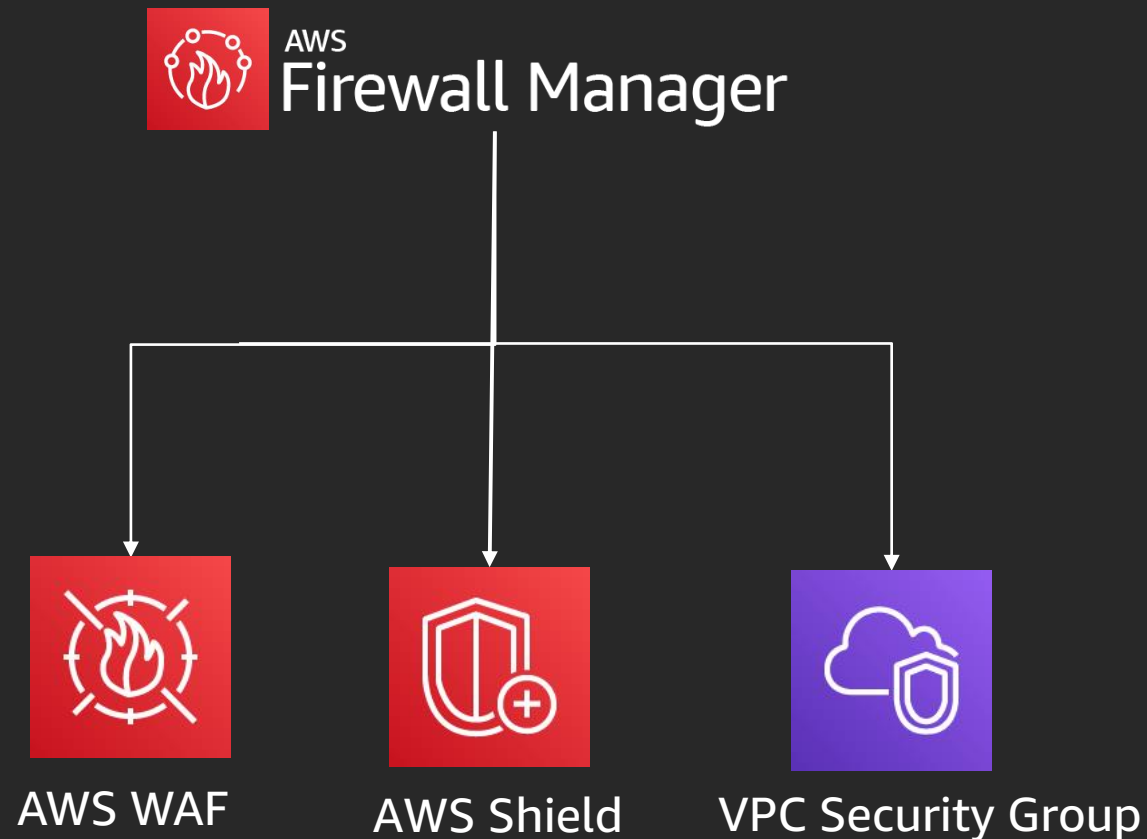 AWS
Firewall Manager
AWS WAF
AWS Shield
VPC Security Group